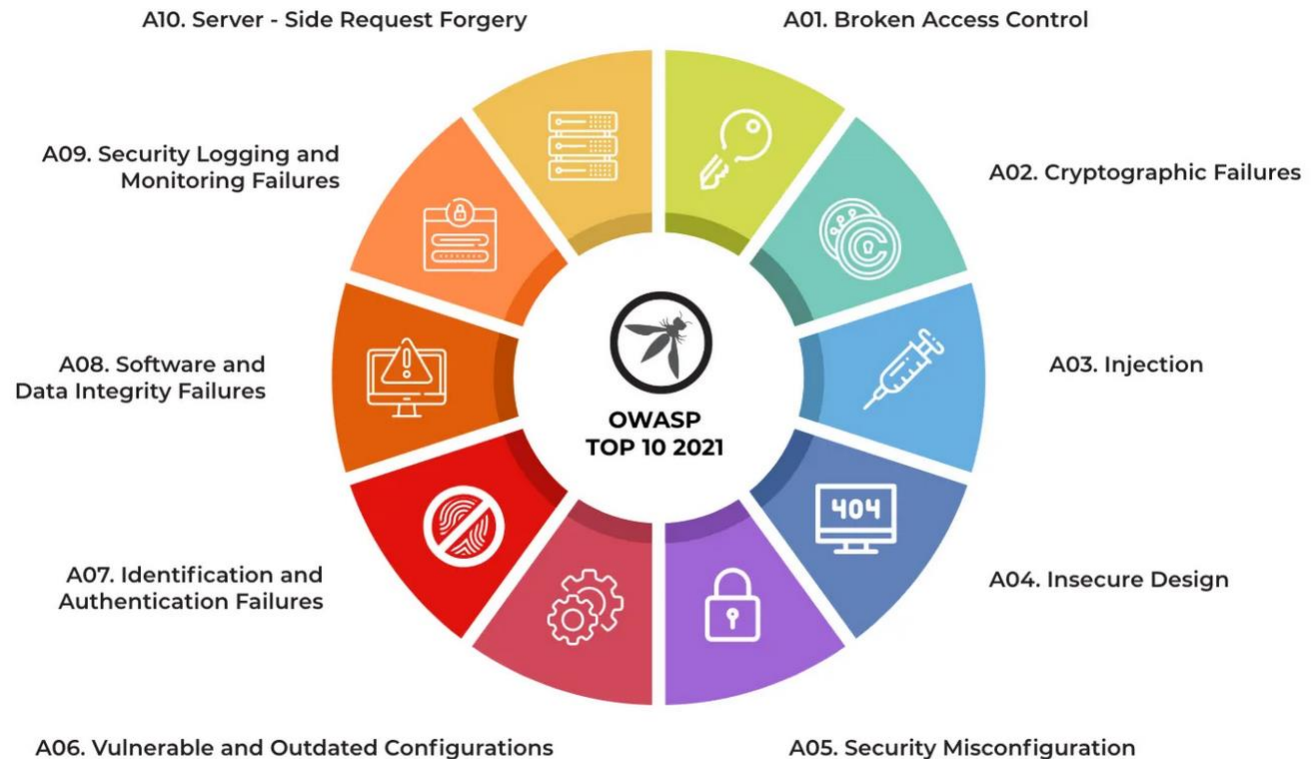 A10. Server - Side Request Forgery
A01. Broken Access Control
A09. Security Logging and
Monitoring Failures
A02. Cryptographic Failures
A08. Software and
Data Integrity Failures
OWASP
TOP 10 2021
A03. Injection
404
A07. Identification and
Authentication Failures
A04. Insecure Design
A06. Vulnerable and Outdated Configurations
A05. Security Misconfiguration